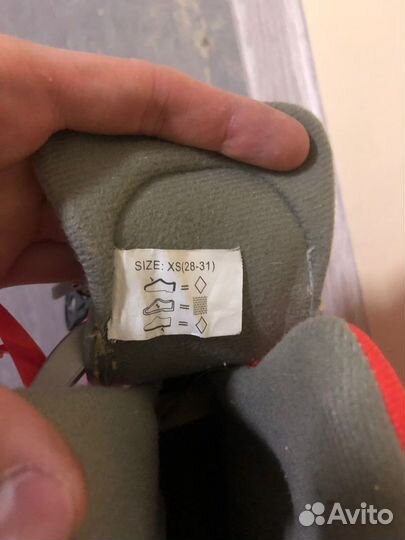 SIZE: XS(28-31)
=
=
=
Avito